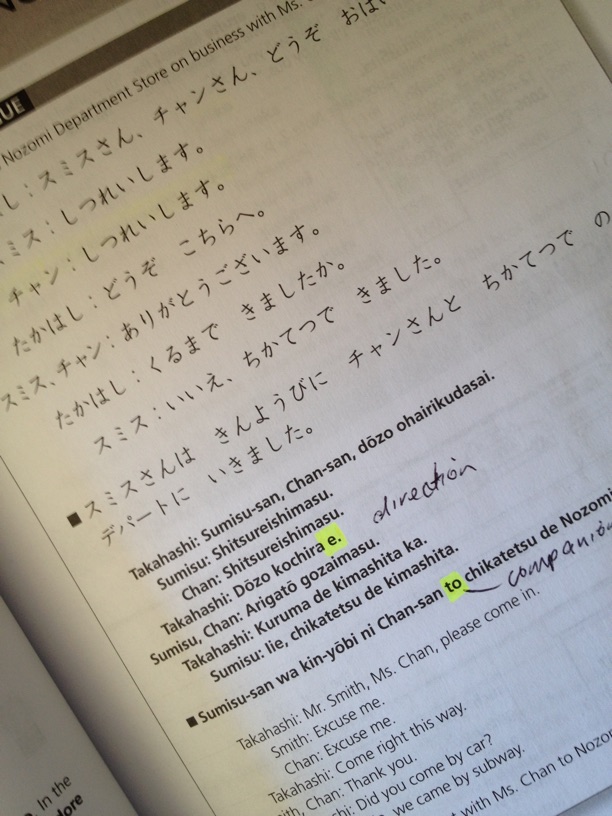 Nozomi Department Store on business with Ms.
し：スミスさん、チャンさん、どうぞ おは
ミス：しつれいします。
チャン：しつれいします。
たかはし：どうぞ こちらへ。
スミス、チャン：ありがとうございます。
たかはし：くるまで きましたか。
スミス：いいえ、ちかてつで きました。
■ スミスさんは きんようびに チャンさんと ちかてつで の
デパートに いきました。
Takahashi: Sumisu-san, Chan-san, dōzo ohairikudasai.
Sumisu: Shitsureishimasu.
Chan: Shitsureishimasu.
Takahashi: Dōzo kochira e. direction
Sumisu, Chan: Arigatō gozaimasu.
Takahashi: Kuruma de kimashita ka.
Sumisu: Iie, chikatetsu de kimashita.
■ Sumisu-san wa kin-yōbi ni Chan-san to chikatetsu de Nozomi
companion
Takahashi: Mr. Smith, Ms. Chan, please come in.
Smith: Excuse me.
Chan: Excuse me.
Takahashi: Come right this way.
ith, Chan: Thank you.
hi: Did you come by car?
we came by subway.
t with Ms. Chan to Nozom
. In the
dore